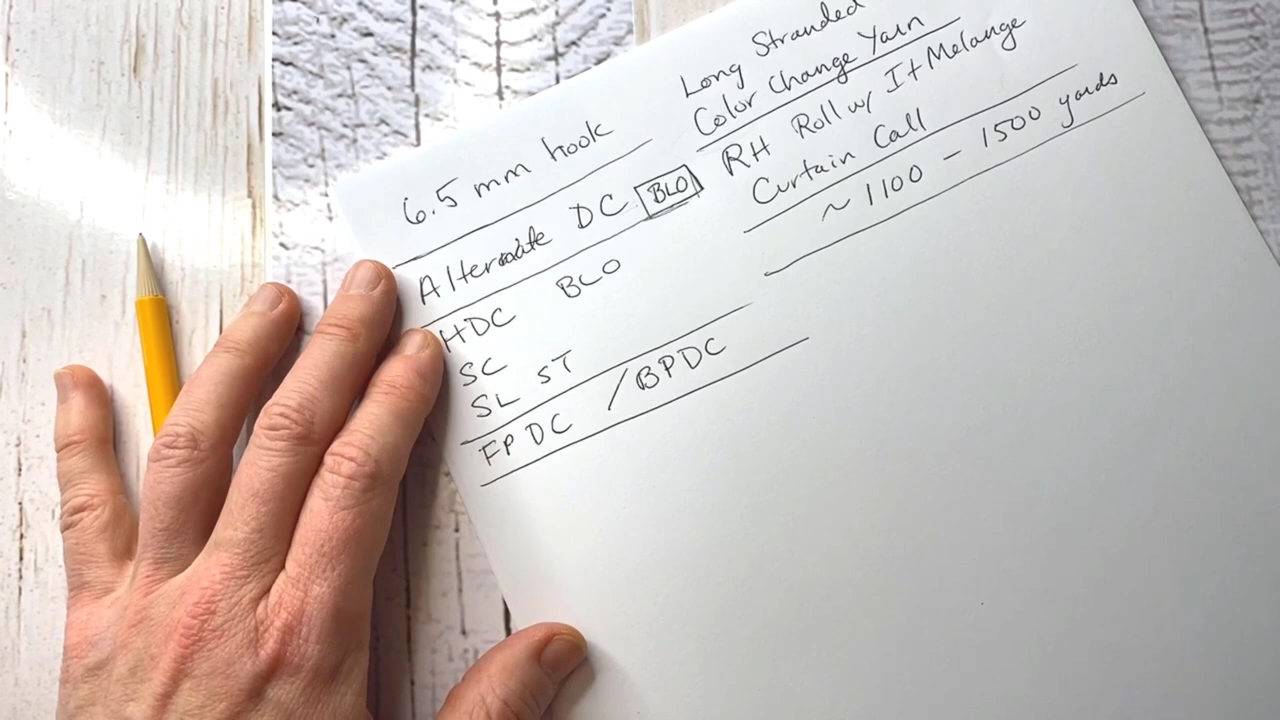 6.5 mm hook
Alternate DC BLO
HDC BLO
SC
SL ST
FPDC / BPDC
Long Stranded
Color Change Yarn
RH Roll w/ It Melange
Curtain Call
~ 1100 - 1500 yards